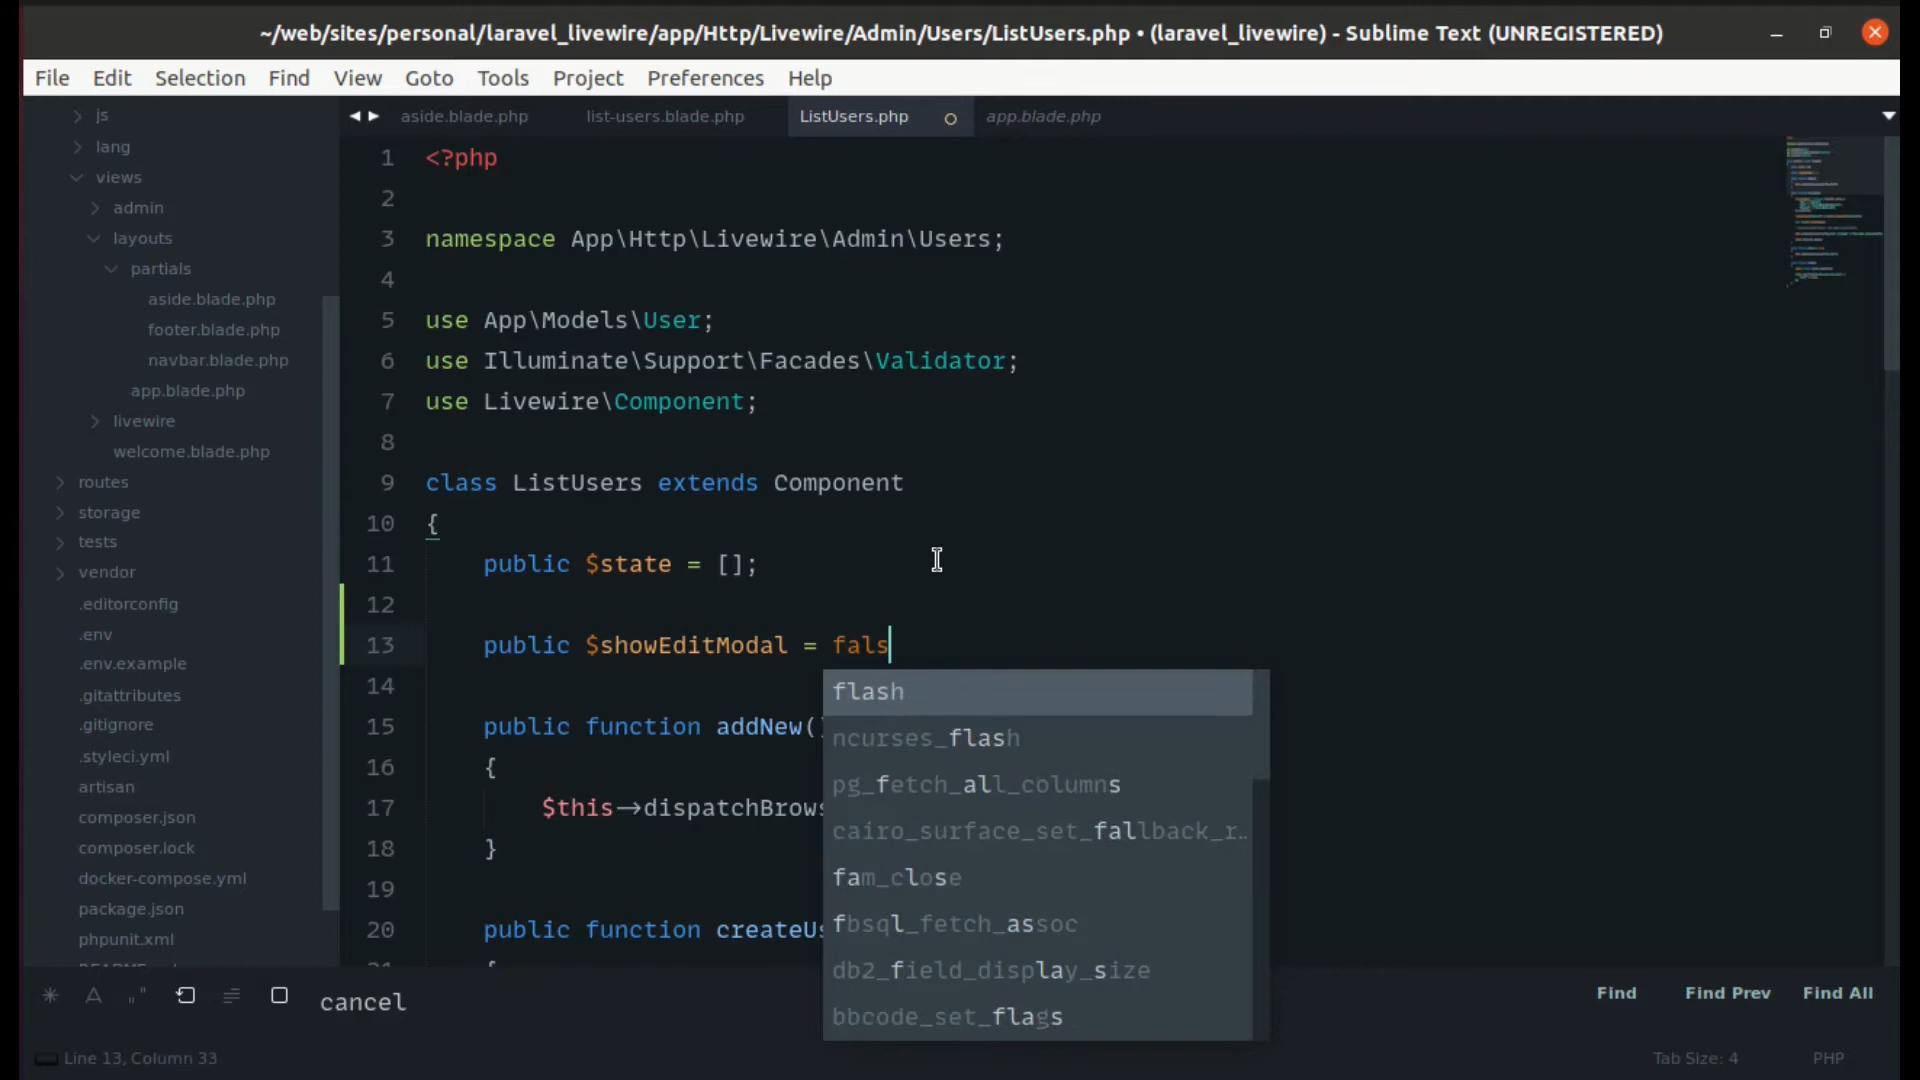 ~/web/sites/personal/laravel_livewire/app/Http/Livewire/Admin/Users/ListUsers.php • (laravel_livewire) - Sublime Text (UNREGISTERED)
File Edit Selection Find View Goto Tools Project Preferences Help
js
lang
views
admin
layouts
partials
aside.blade.php
footer.blade.php
navbar.blade.php
app.blade.php
livewire
welcome.blade.php
routes
storage
tests
vendor
.editorconfig
.env
.env.example
.gitattributes
.gitignore
.styleci.yml
artisan
composer.json
composer.lock
docker-compose.yml
package.json
phpunit.xml
aside.blade.php list-users.blade.php ListUsers.php app.blade.php
1 <?php
2
3 namespace App\Http\Livewire\Admin\Users;
4
5 use App\Models\User;
6 use Illuminate\Support\Facades\Validator;
7 use Livewire\Component;
8
9 class ListUsers extends Component
10 {
11 public $state = [];
12
13 public $showEditModal = fals
14
15 public function addNew()
16 {
17 $this->dispatchBrows
18 }
19
20 public function createUs
flash
ncurses_flash
pg_fetch_all_columns
cairo_surface_set_fallback_r…
fam_close
fbsql_fetch_assoc
db2_field_display_size
bbcode_set_flags
cancel
Find Find Prev Find All
Line 13, Column 33
Tab Size: 4 PHP